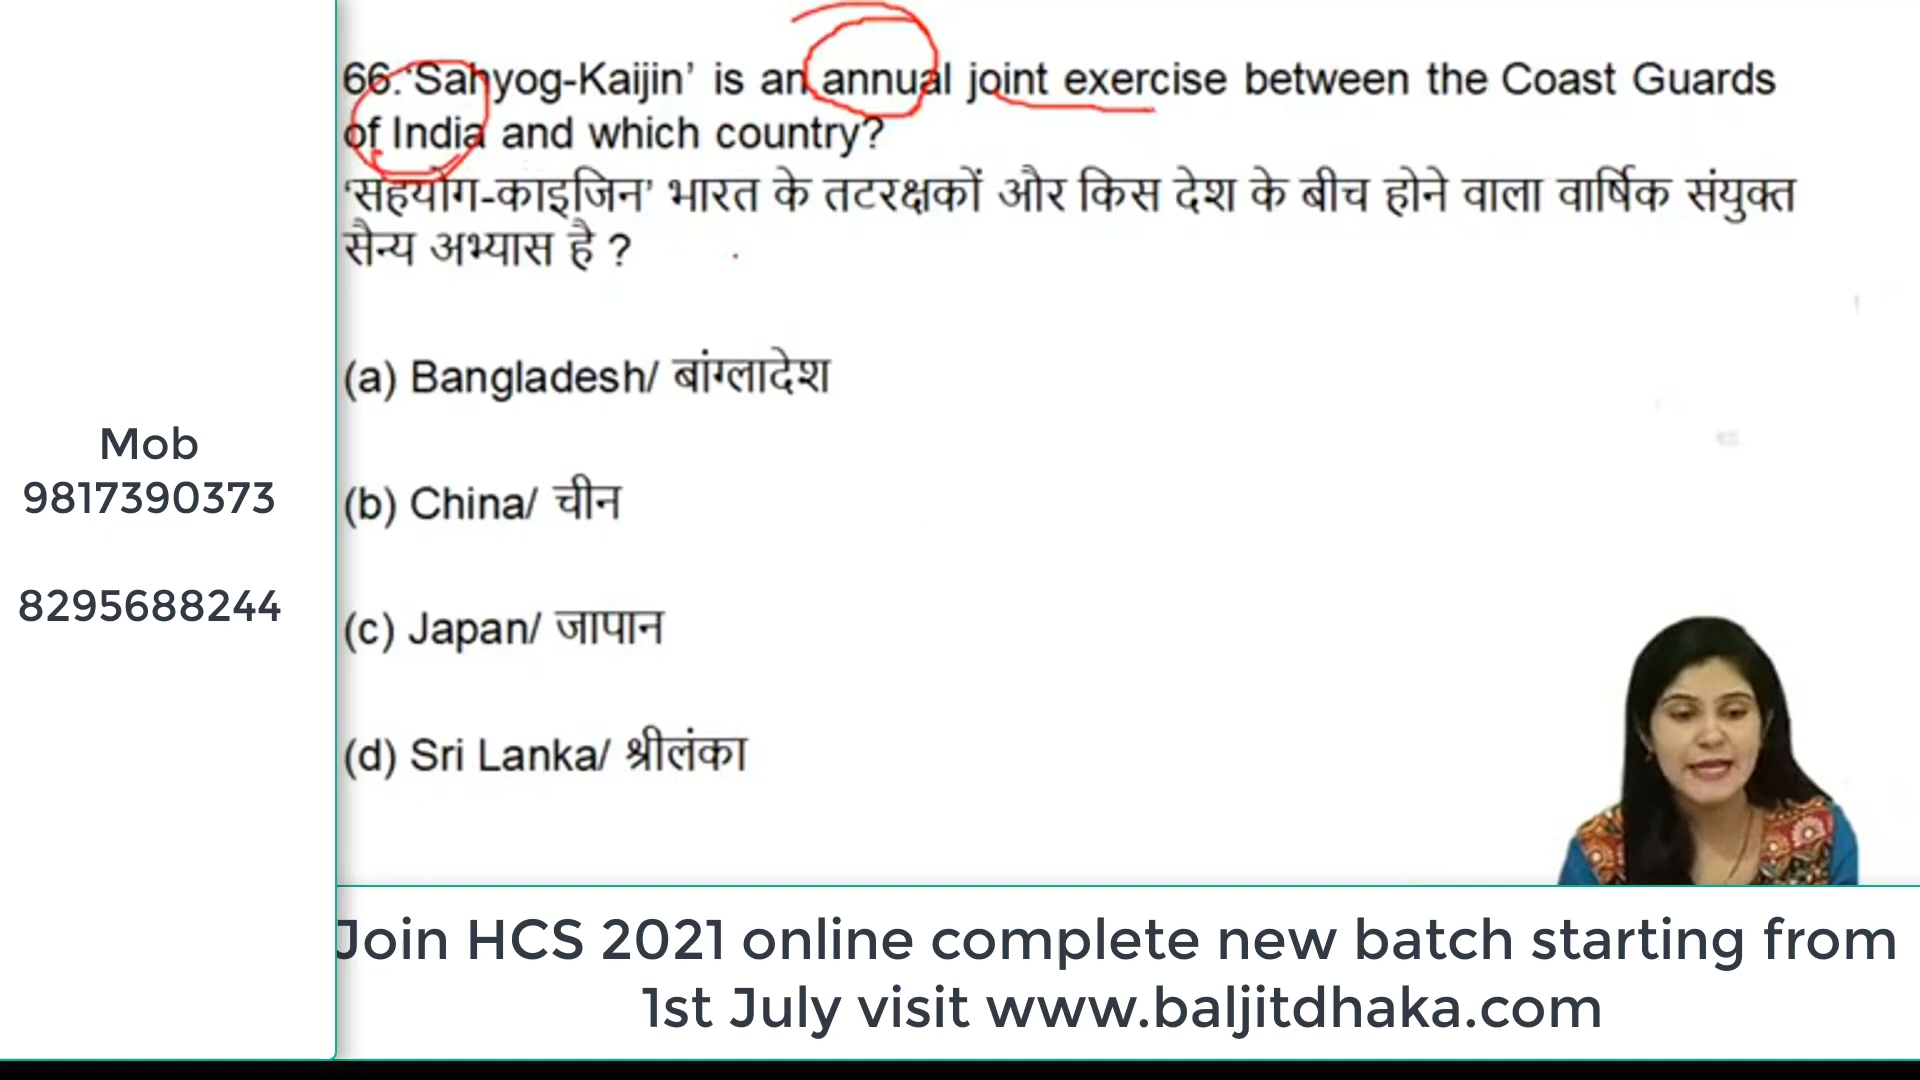 66.‘Sahyog-Kaijin’ is an annual joint exercise between the Coast Guards
of India and which country?
‘सहयोग-काइजिन’ भारत के तटरक्षकों और किस देश के बीच होने वाला वार्षिक संयुक्त
सैन्य अभ्यास है ?
(a) Bangladesh/ बांग्लादेश
(b) China/ चीन
(c) Japan/ जापान
(d) Sri Lanka/ श्रीलंका
Mob
9817390373
8295688244
Join HCS 2021 online complete new batch starting from
1st July visit www.baljitdhaka.com